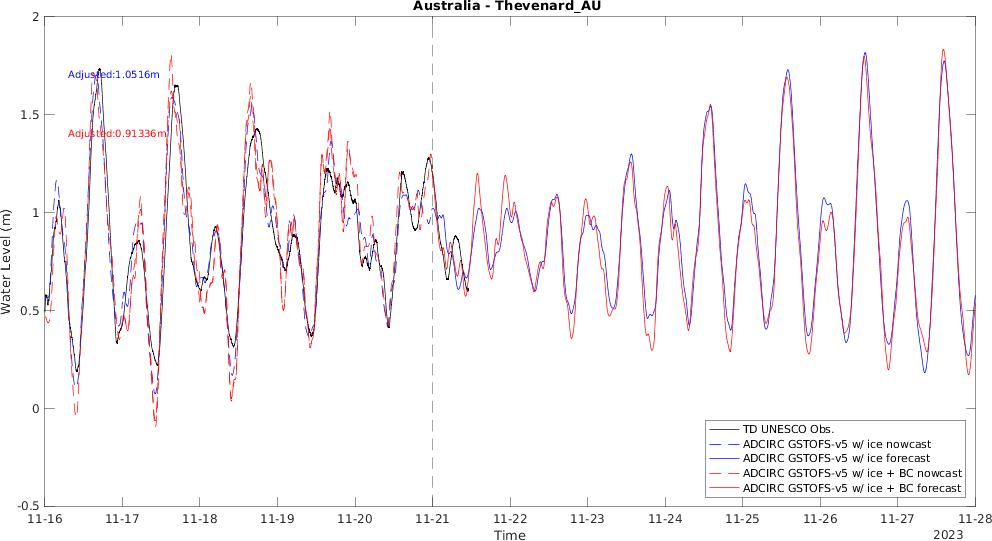 Australia - Thevenard_AU
2
1.5
1
0.5
0
-0.5
Water Level (m)
Adjusted:1.0516m
Adjusted:0.91336m
TD UNESCO Obs.
ADCIRC GSTOFS-v5 w/ ice nowcast
ADCIRC GSTOFS-v5 w/ ice forecast
ADCIRC GSTOFS-v5 w/ ice + BC nowcast
ADCIRC GSTOFS-v5 w/ ice + BC forecast
11-16 11-17 11-18 11-19 11-20 11-21 11-22 11-23 11-24 11-25 11-26 11-27 11-28
Time
2023